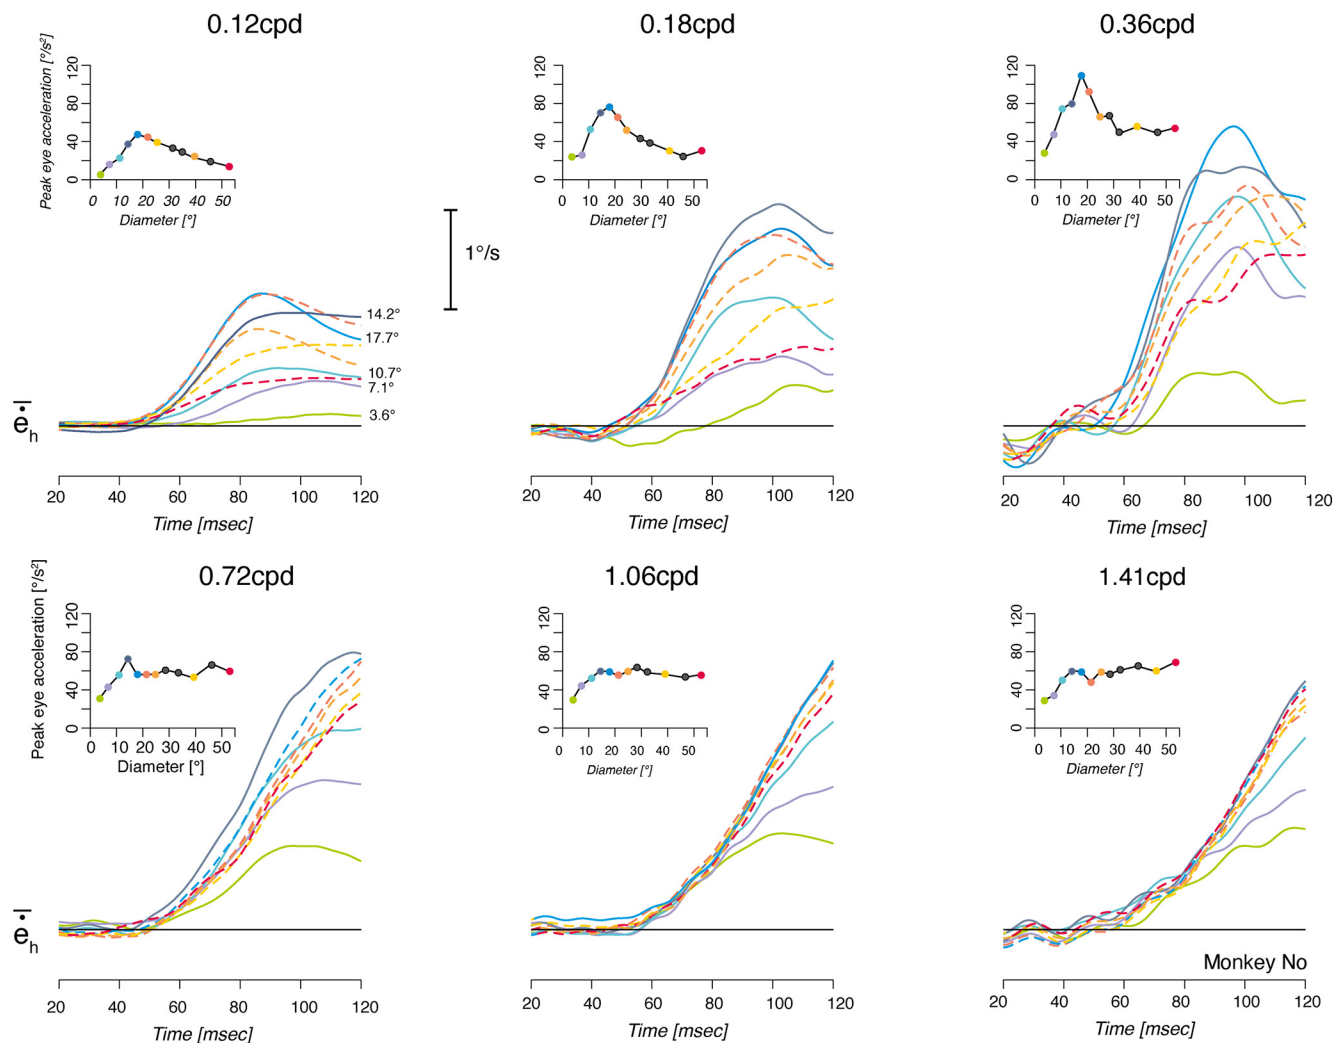 0.12cpd
0.18cpd
0.36cpd
Peak eye acceleration [°/s²]
0 40 80 120
0 10 20 30 40 50
Diameter [°]
0 40 80 120
0 10 20 30 40 50
Diameter [°]
0 40 80 120
0 10 20 30 40 50
Diameter [°]
1°/s
14.2°
17.7°
10.7°
7.1°
3.6°
ė h
20 40 60 80 100 120
Time [msec]
20 40 60 80 100 120
Time [msec]
20 40 60 80 100 120
Time [msec]
0.72cpd
1.06cpd
1.41cpd
Peak eye acceleration [°/s²]
0 40 80 120
0 10 20 30 40 50
Diameter [°]
0 40 80 120
0 10 20 30 40 50
Diameter [°]
0 40 80 120
0 10 20 30 40 50
Diameter [°]
ė h
Monkey No
20 40 60 80 100 120
Time [msec]
20 40 60 80 100 120
Time [msec]
20 40 60 80 100 120
Time [msec]